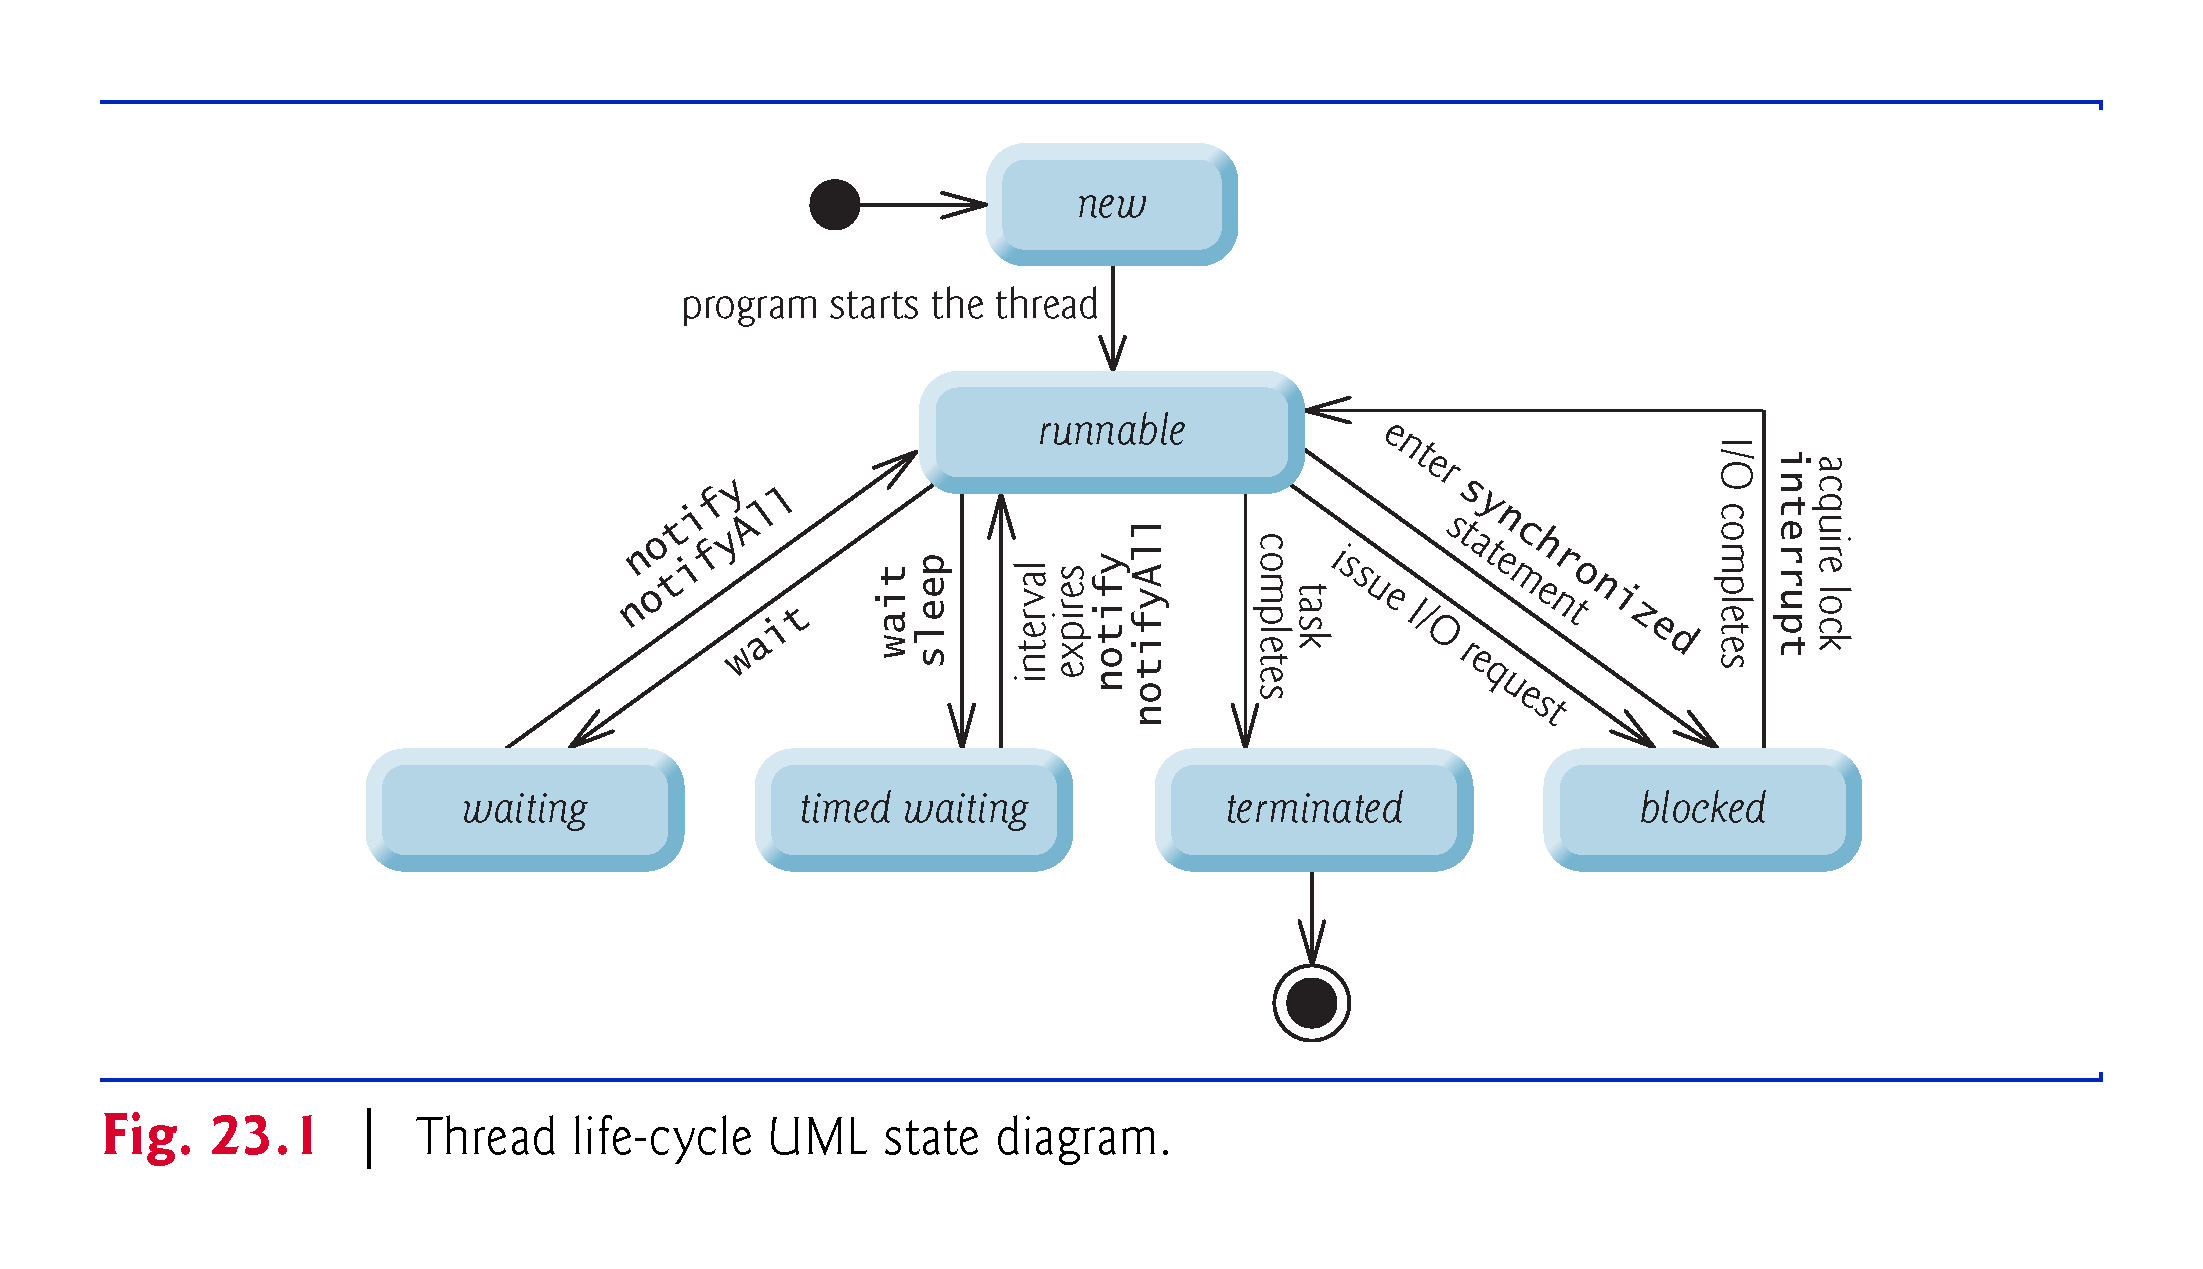 new
program starts the thread
runnable
notify
notifyAll
wait
wait
sleep
interval
expires
notify
notifyAll
task
completes
issue I/O request
enter synchronized
statement
I/O completes
acquire lock
interrupt
waiting
timed waiting
terminated
blocked
Fig. 23.1 | Thread life-cycle UML state diagram.